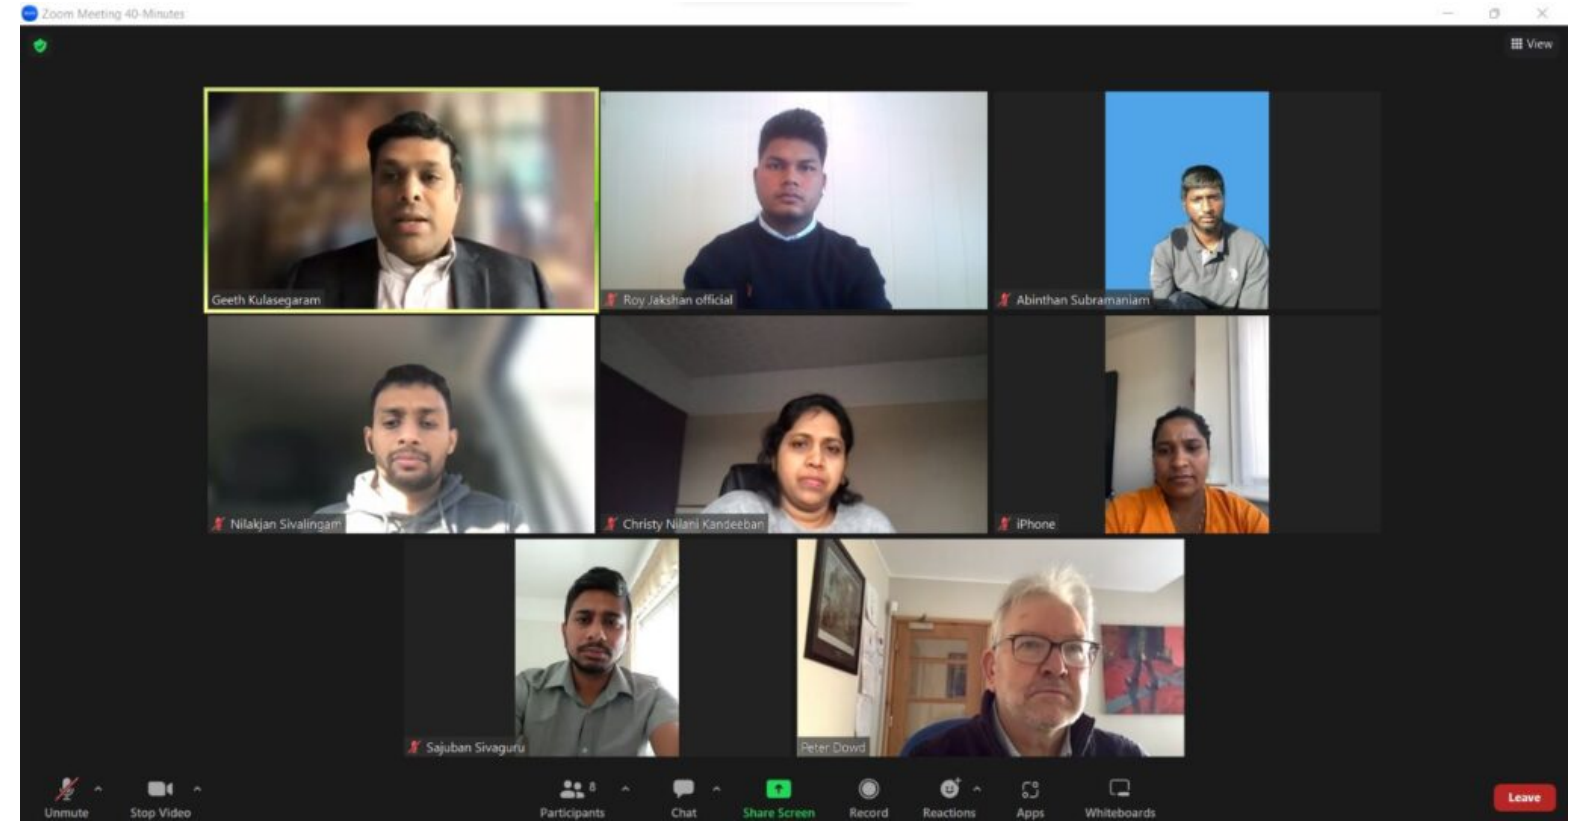 Zoom Meeting 40-Minutes
View
Geeth Kulasegaram
Roy Jakshan official
Abinthan Subramaniam
Nilakjan Sivalingam
Christy Nilani Kandeeban
iPhone
Sajuban Sivaguru
Peter Dowd
Unmute
Stop Video
Participants
8
Chat
Share Screen
Record
Reactions
Apps
Whiteboards
Leave